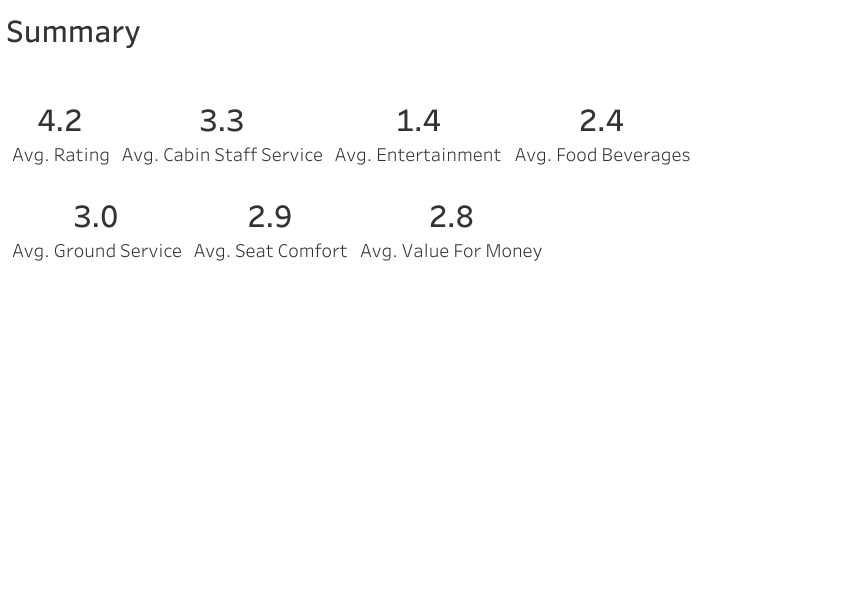 Summary
4.2 3.3 1.4 2.4
Avg. Rating Avg. Cabin Staff Service Avg. Entertainment Avg. Food Beverages
3.0 2.9 2.8
Avg. Ground Service Avg. Seat Comfort Avg. Value For Money